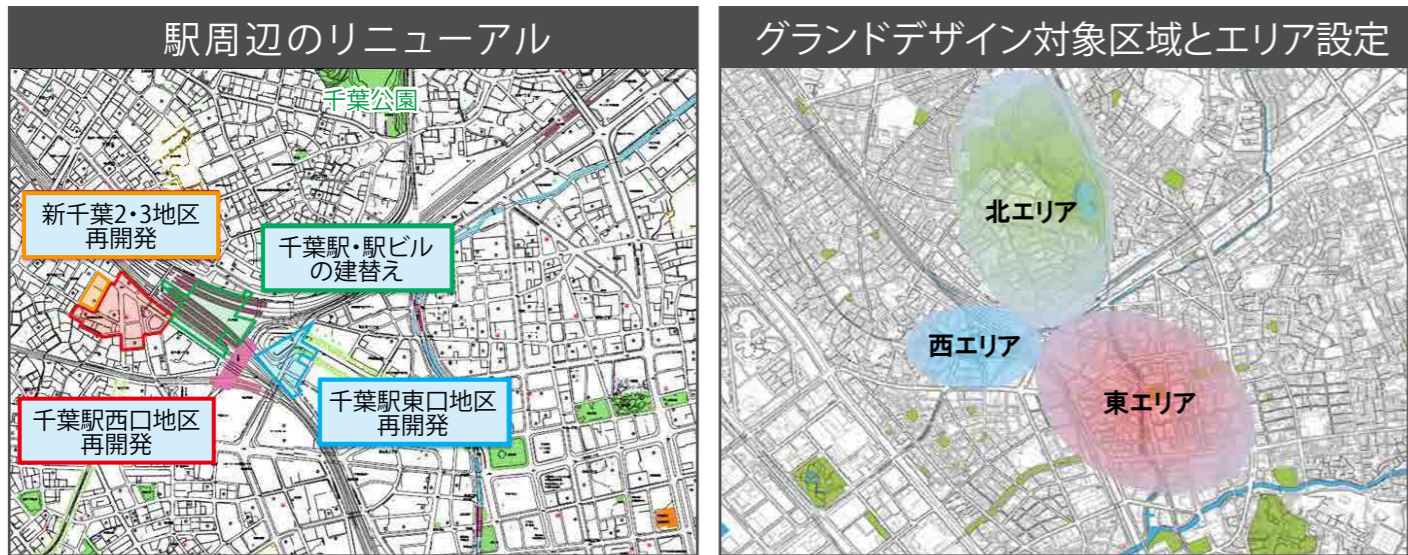 駅周辺のリニューアル
千葉公園
新千葉2・3地区
再開発
千葉駅・駅ビル
の建替え
千葉駅西口地区
再開発
千葉駅東口地区
再開発
グランドデザイン対象区域とエリア設定
北エリア
西エリア
東エリア